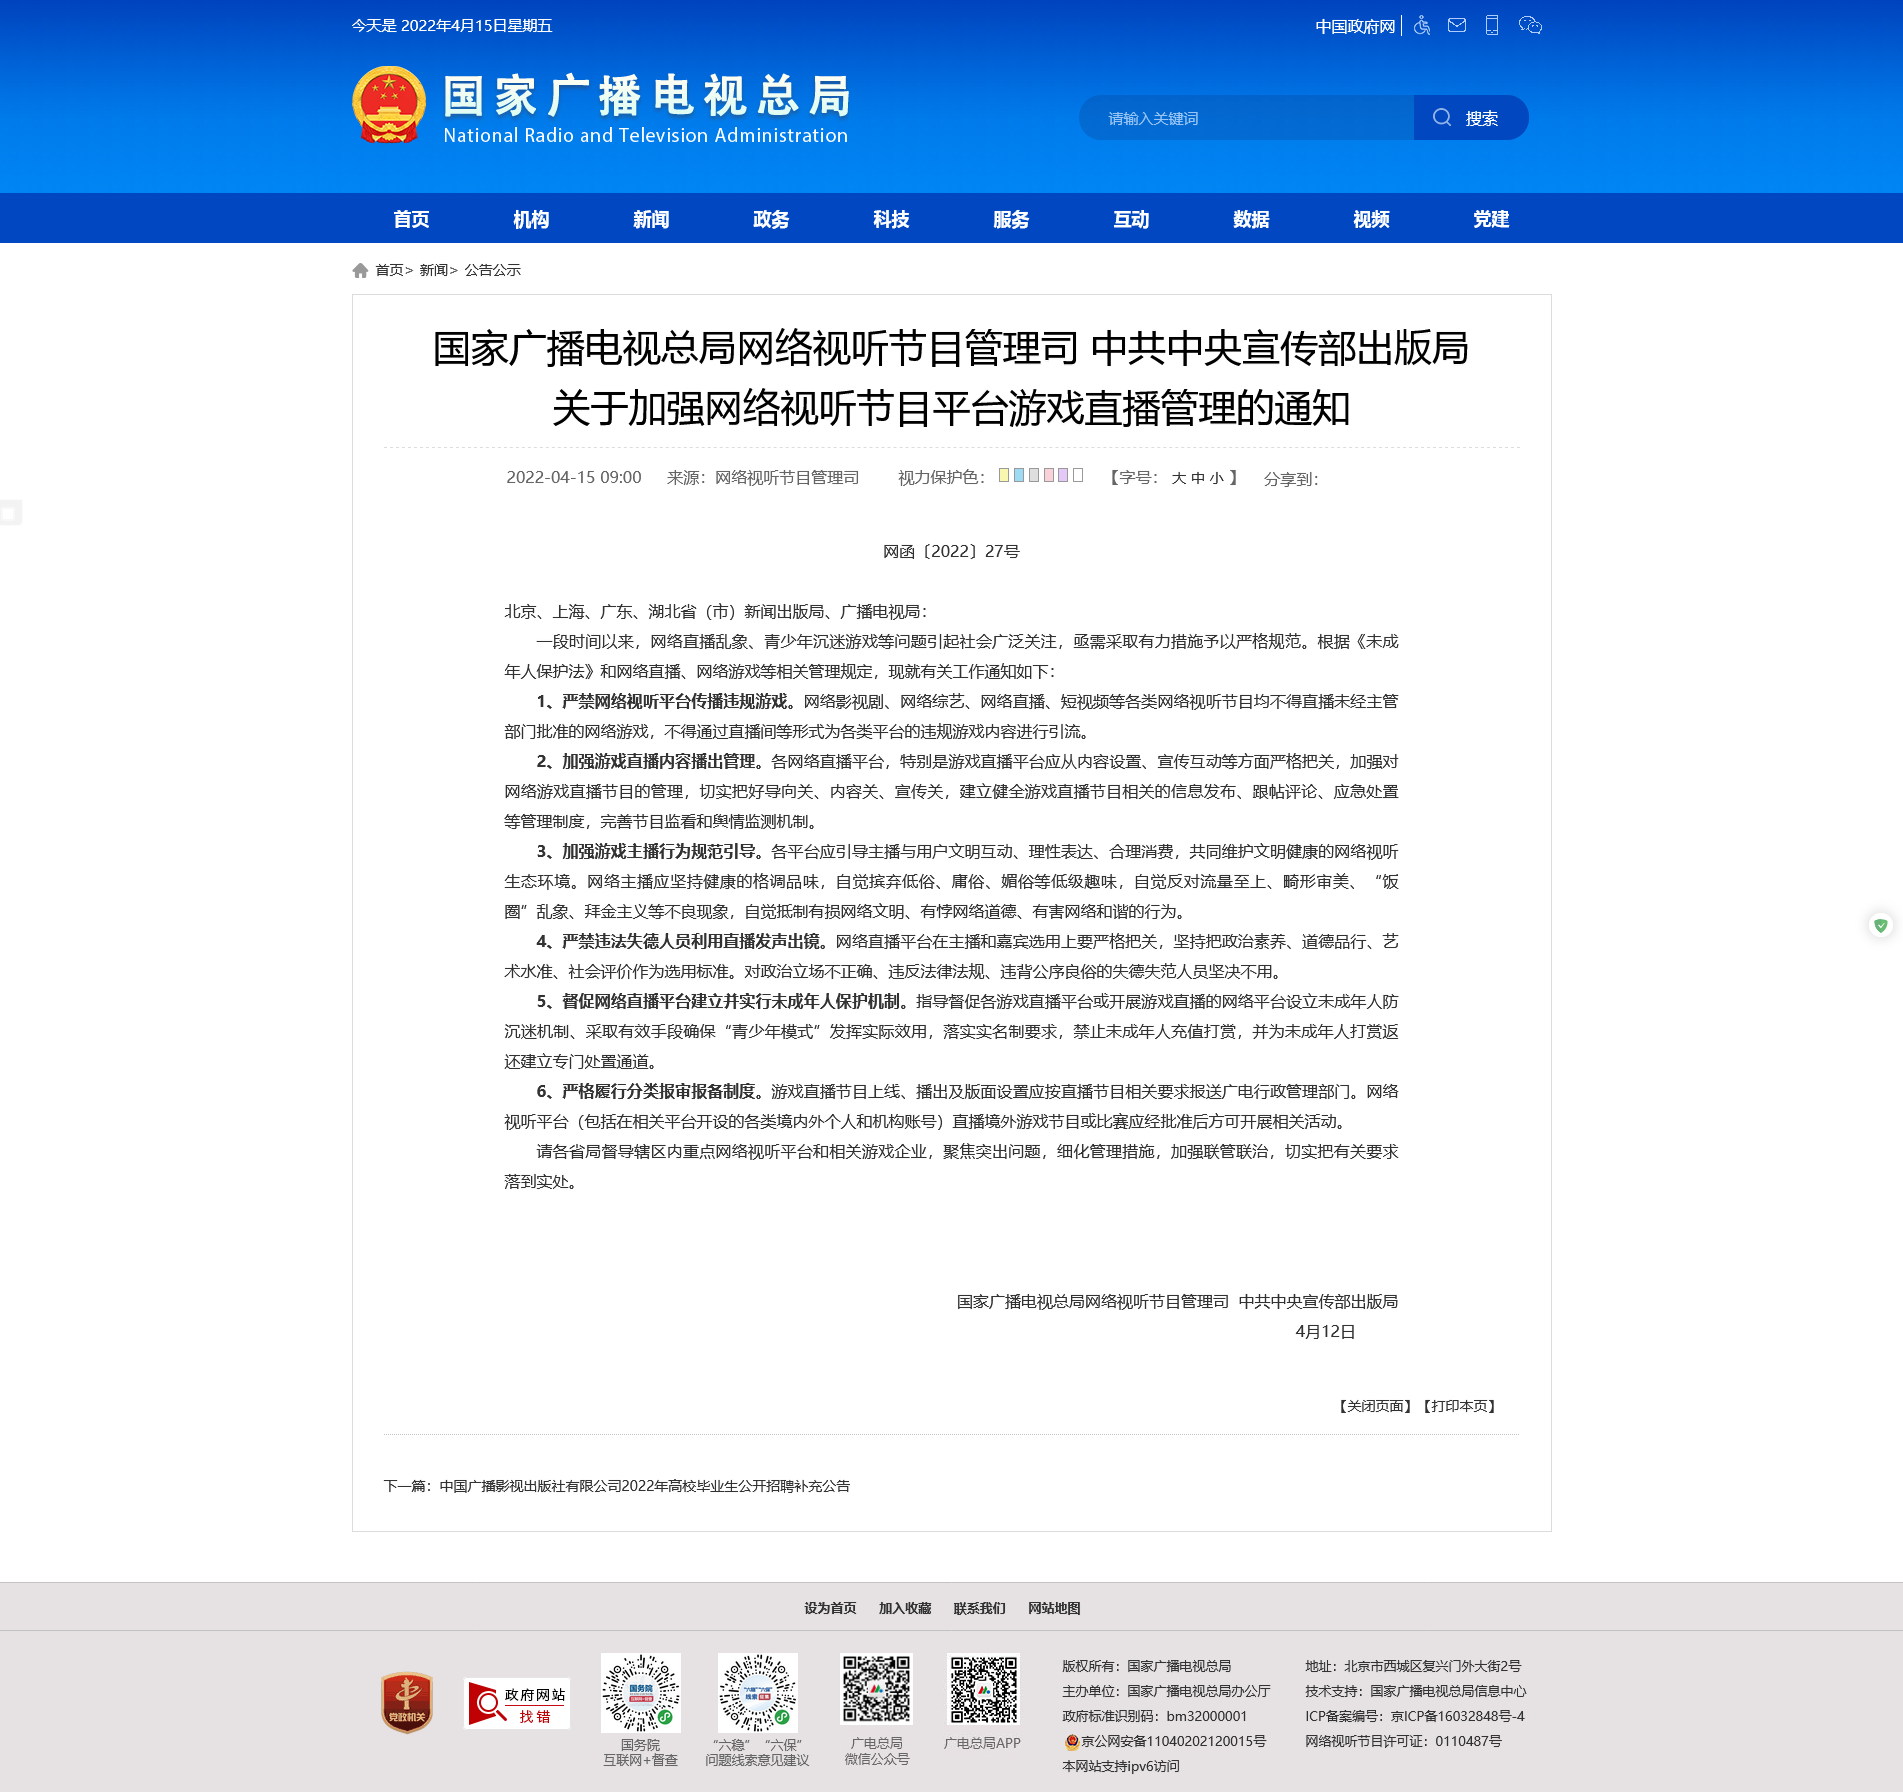 今天是 2022年4月15日星期五
中国政府网
国家广播电视总局
National Radio and Television Administration
请输入关键词
搜索
首页 机构 新闻 政务 科技 服务 互动 数据 视频 党建
首页> 新闻> 公告公示
国家广播电视总局网络视听节目管理司 中共中央宣传部出版局
关于加强网络视听节目平台游戏直播管理的通知
2022-04-15 09:00 来源：网络视听节目管理司 视力保护色： 【字号： 大 中 小 】 分享到：
网函〔2022〕27号
北京、上海、广东、湖北省（市）新闻出版局、广播电视局：
一段时间以来，网络直播乱象、青少年沉迷游戏等问题引起社会广泛关注，亟需采取有力措施予以严格规范。根据《未成
年人保护法》和网络直播、网络游戏等相关管理规定，现就有关工作通知如下：
1、严禁网络视听平台传播违规游戏。网络影视剧、网络综艺、网络直播、短视频等各类网络视听节目均不得直播未经主管
部门批准的网络游戏，不得通过直播间等形式为各类平台的违规游戏内容进行引流。
2、加强游戏直播内容播出管理。各网络直播平台，特别是游戏直播平台应从内容设置、宣传互动等方面严格把关，加强对
网络游戏直播节目的管理，切实把好导向关、内容关、宣传关，建立健全游戏直播节目相关的信息发布、跟帖评论、应急处置
等管理制度，完善节目监看和舆情监测机制。
3、加强游戏主播行为规范引导。各平台应引导主播与用户文明互动、理性表达、合理消费，共同维护文明健康的网络视听
生态环境。网络主播应坚持健康的格调品味，自觉摈弃低俗、庸俗、媚俗等低级趣味，自觉反对流量至上、畸形审美、“饭
圈”乱象、拜金主义等不良现象，自觉抵制有损网络文明、有悖网络道德、有害网络和谐的行为。
4、严禁违法失德人员利用直播发声出镜。网络直播平台在主播和嘉宾选用上要严格把关，坚持把政治素养、道德品行、艺
术水准、社会评价作为选用标准。对政治立场不正确、违反法律法规、违背公序良俗的失德失范人员坚决不用。
5、督促网络直播平台建立并实行未成年人保护机制。指导督促各游戏直播平台或开展游戏直播的网络平台设立未成年人防
沉迷机制、采取有效手段确保“青少年模式”发挥实际效用，落实实名制要求，禁止未成年人充值打赏，并为未成年人打赏返
还建立专门处置通道。
6、严格履行分类报审报备制度。游戏直播节目上线、播出及版面设置应按直播节目相关要求报送广电行政管理部门。网络
视听平台（包括在相关平台开设的各类境内外个人和机构账号）直播境外游戏节目或比赛应经批准后方可开展相关活动。
请各省局督导辖区内重点网络视听平台和相关游戏企业，聚焦突出问题，细化管理措施，加强联管联治，切实把有关要求
落到实处。
国家广播电视总局网络视听节目管理司 中共中央宣传部出版局
4月12日
【关闭页面】【打印本页】
下一篇：中国广播影视出版社有限公司2022年高校毕业生公开招聘补充公告
设为首页 加入收藏 联系我们 网站地图
党政机关
政府网站
找错
国务院
互联网+督查
“六稳” “六保”
问题线索意见建议
广电总局
微信公众号
广电总局APP
版权所有：国家广播电视总局
主办单位：国家广播电视总局办公厅
政府标准识别码：bm32000001
京公网安备11040202120015号
本网站支持ipv6访问
地址：北京市西城区复兴门外大街2号
技术支持：国家广播电视总局信息中心
ICP备案编号：京ICP备16032848号-4
网络视听节目许可证：0110487号